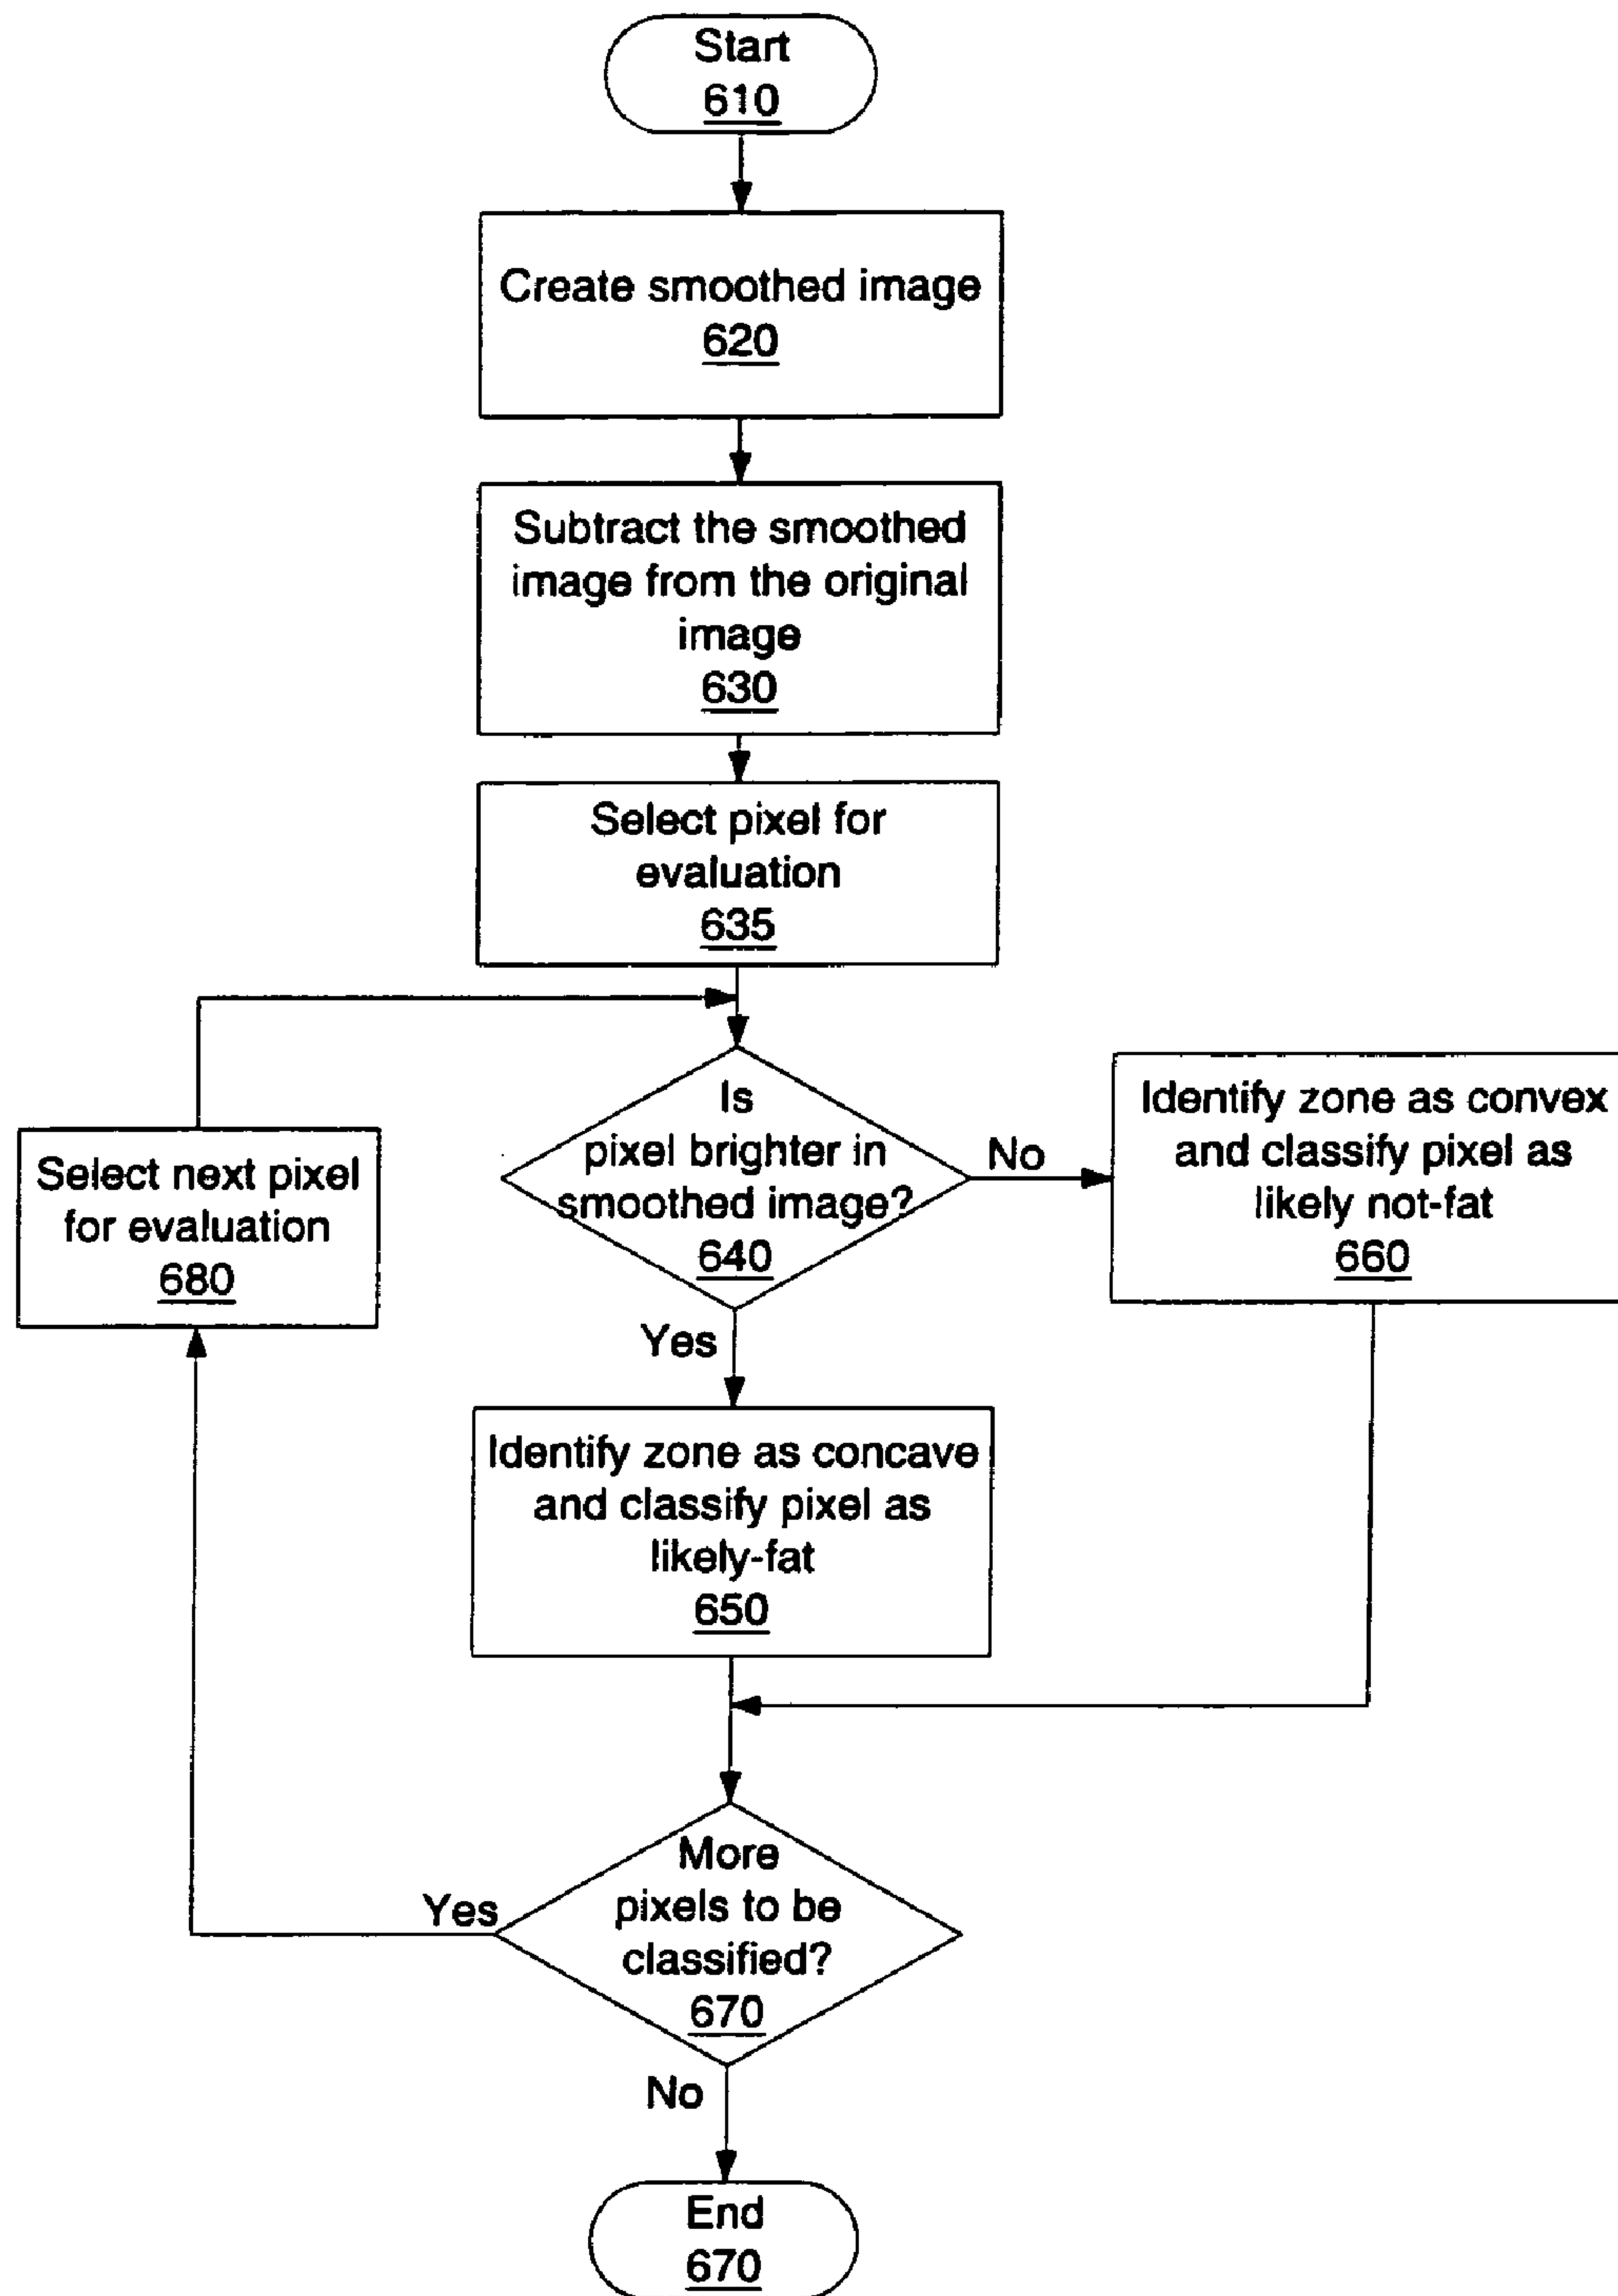 Start
610
Create smoothed image
620
Subtract the smoothed
image from the original
image
630
Select pixel for
evaluation
635
Is
pixel brighter in
smoothed image?
640
No
Identify zone as convex
and classify pixel as
likely not-fat
660
Select next pixel
for evaluation
680
Yes
Identify zone as concave
and classify pixel as
likely-fat
650
More
pixels to be
classified?
670
Yes
No
End
670